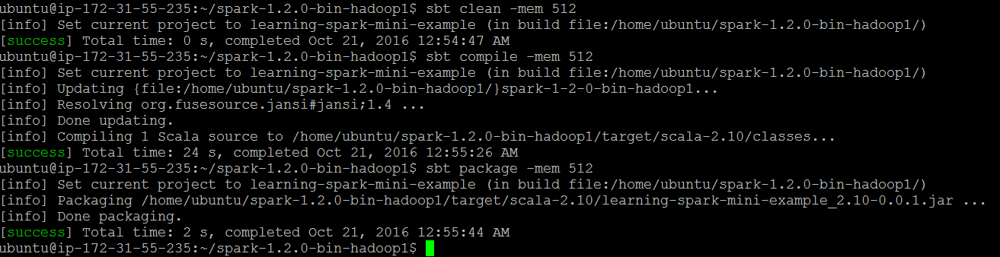 ubuntu@ip-172-31-55-235:~/spark-1.2.0-bin-hadoop1$ sbt clean -mem 512
[info] Set current project to learning-spark-mini-example (in build file:/home/ubuntu/spark-1.2.0-bin-hadoop1/)
[success] Total time: 0 s, completed Oct 21, 2016 12:54:47 AM
ubuntu@ip-172-31-55-235:~/spark-1.2.0-bin-hadoop1$ sbt compile -mem 512
[info] Set current project to learning-spark-mini-example (in build file:/home/ubuntu/spark-1.2.0-bin-hadoop1/)
[info] Updating {file:/home/ubuntu/spark-1.2.0-bin-hadoop1/}spark-1-2-0-bin-hadoop1...
[info] Resolving org.fusesource.jansi#jansi;1.4 ...
[info] Done updating.
[info] Compiling 1 Scala source to /home/ubuntu/spark-1.2.0-bin-hadoop1/target/scala-2.10/classes...
[success] Total time: 24 s, completed Oct 21, 2016 12:55:26 AM
ubuntu@ip-172-31-55-235:~/spark-1.2.0-bin-hadoop1$ sbt package -mem 512
[info] Set current project to learning-spark-mini-example (in build file:/home/ubuntu/spark-1.2.0-bin-hadoop1/)
[info] Packaging /home/ubuntu/spark-1.2.0-bin-hadoop1/target/scala-2.10/learning-spark-mini-example_2.10-0.0.1.jar ...
[info] Done packaging.
[success] Total time: 2 s, completed Oct 21, 2016 12:55:44 AM
ubuntu@ip-172-31-55-235:~/spark-1.2.0-bin-hadoop1$